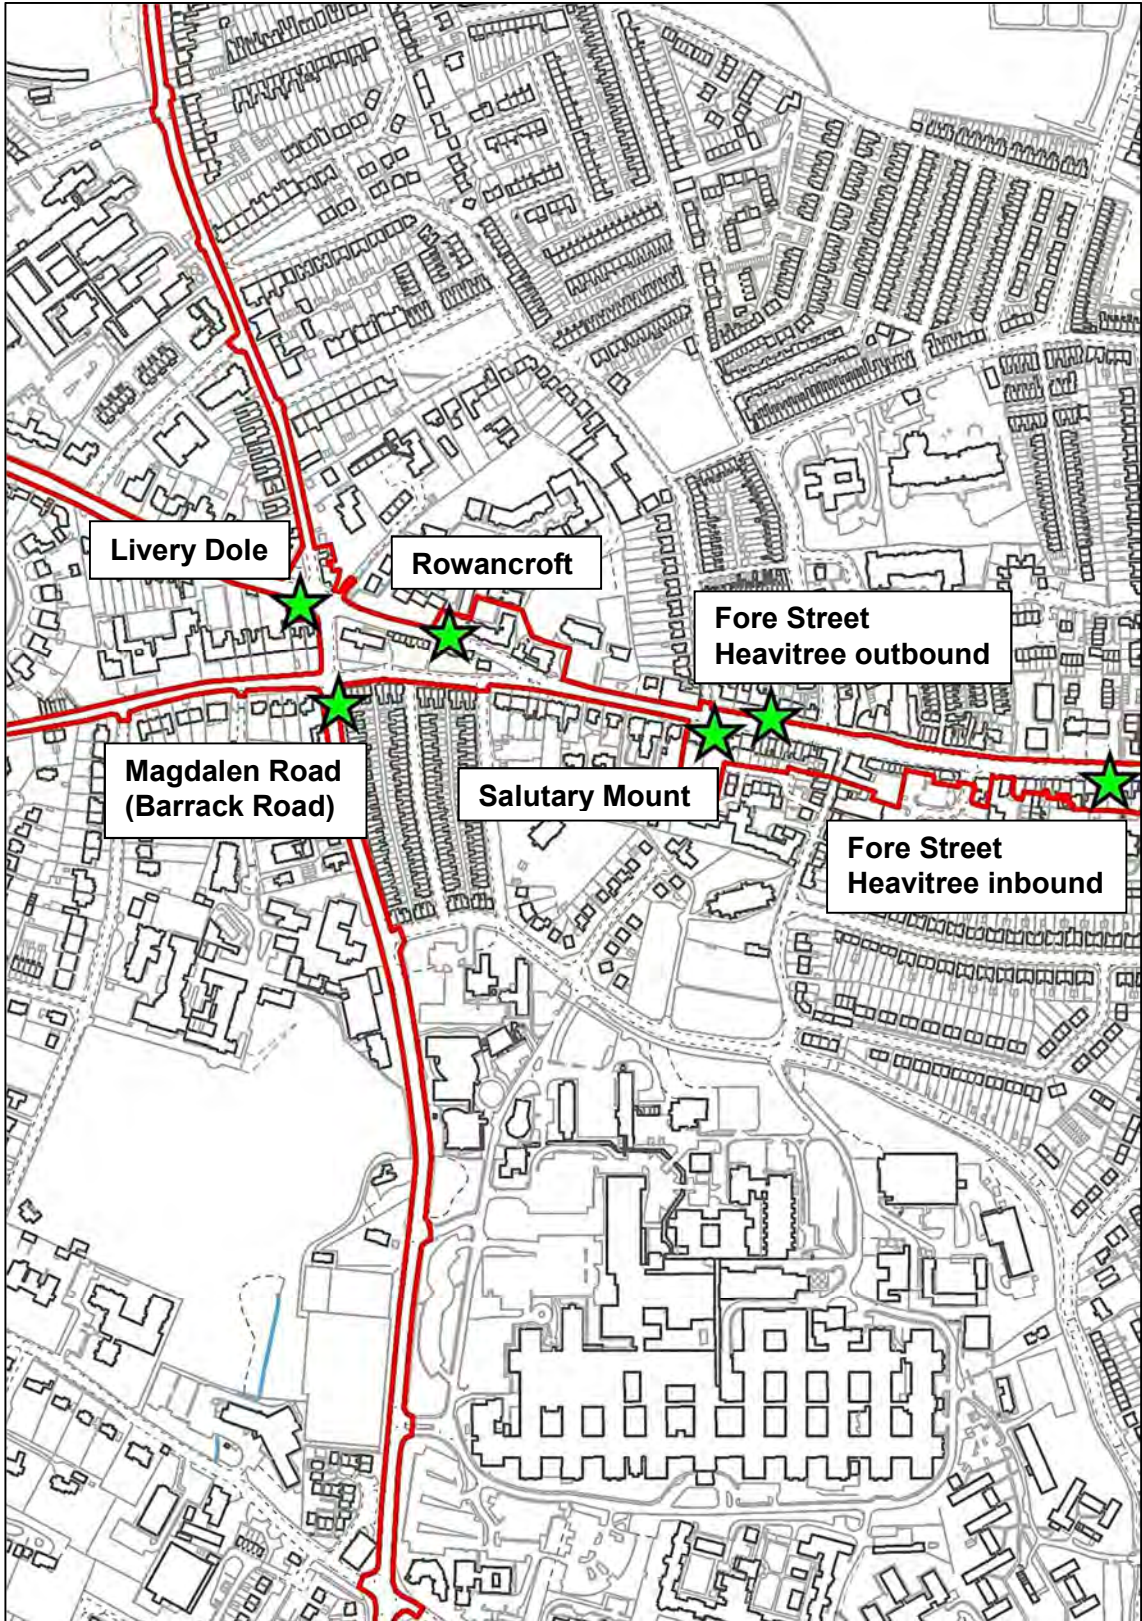 Livery Dole
Rowancroft
Fore Street
Heavitree outbound
Magdalen Road
(Barrack Road)
Salutary Mount
Fore Street
Heavitree inbound